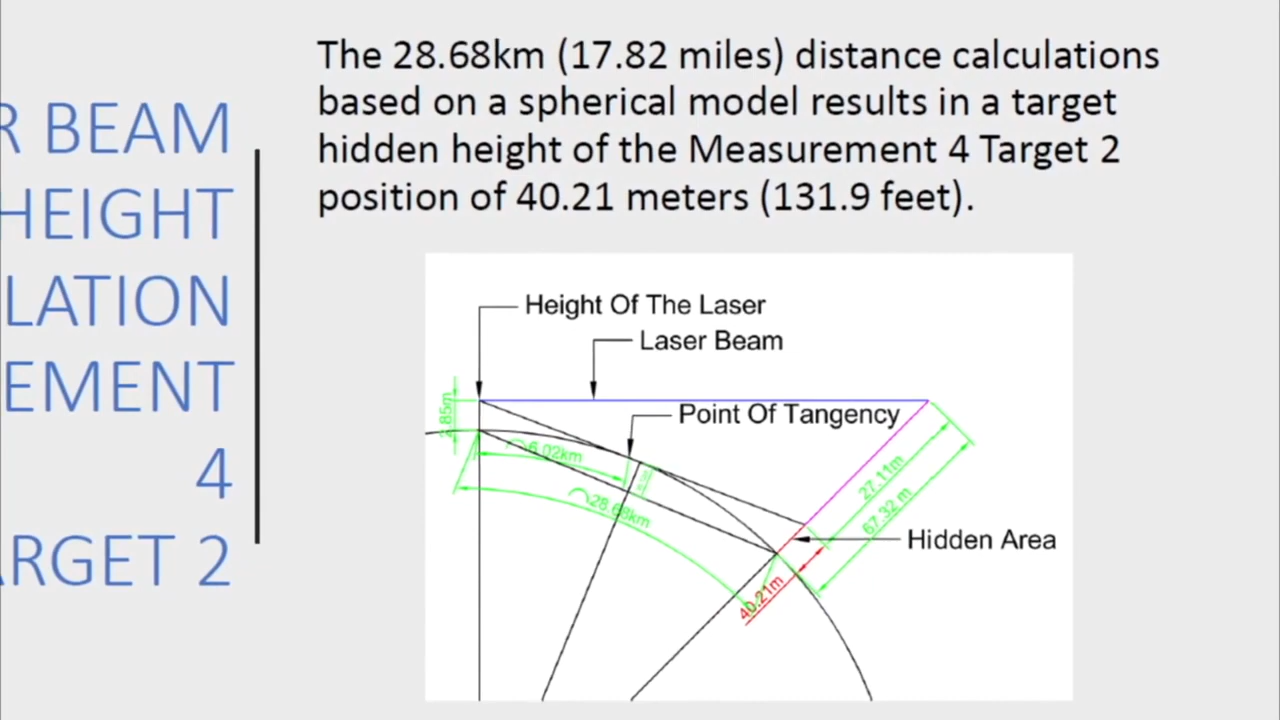 The 28.68km (17.82 miles) distance calculations
based on a spherical model results in a target
hidden height of the Measurement 4 Target 2
position of 40.21 meters (131.9 feet).
R BEAM
HEIGHT
LATION
EMENT
4
ARGET 2
Height Of The Laser
Laser Beam
Point Of Tangency
2.85m
6.02km
28.68km
27.11m
67.32 m
Hidden Area
40.21m